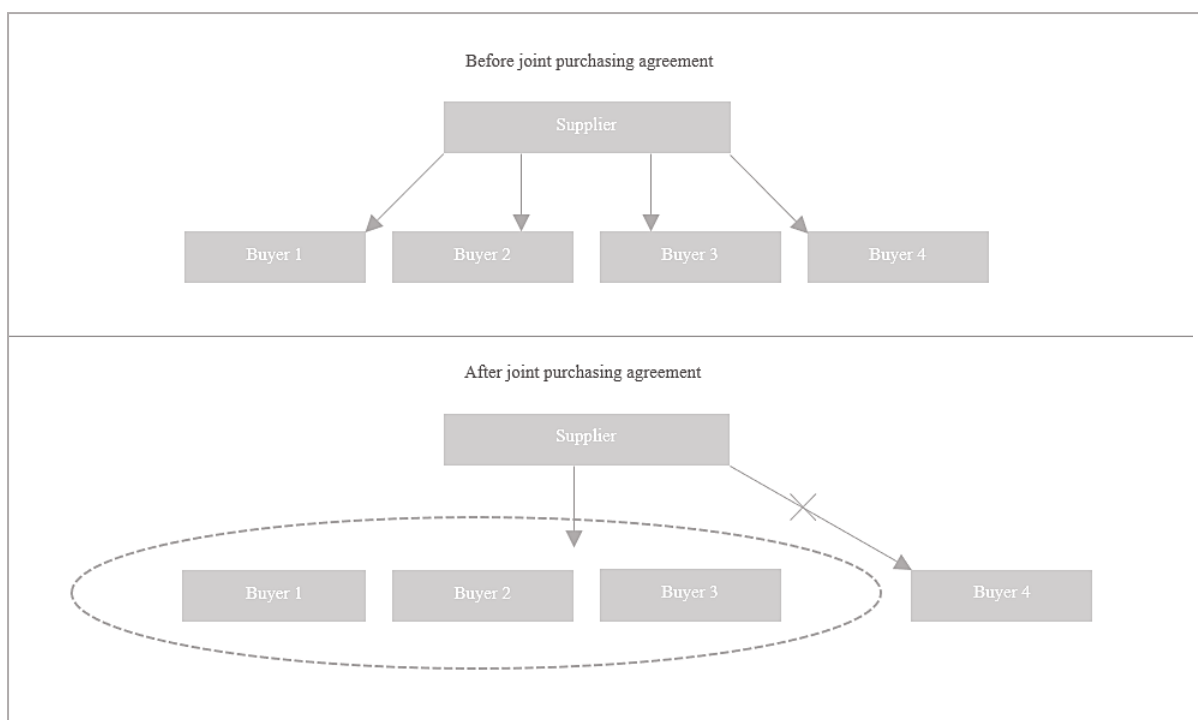 Before joint purchasing agreement
Supplier
Buyer 1
Buyer 2
Buyer 3
Buyer 4
After joint purchasing agreement
Supplier
Buyer 1
Buyer 2
Buyer 3
Buyer 4